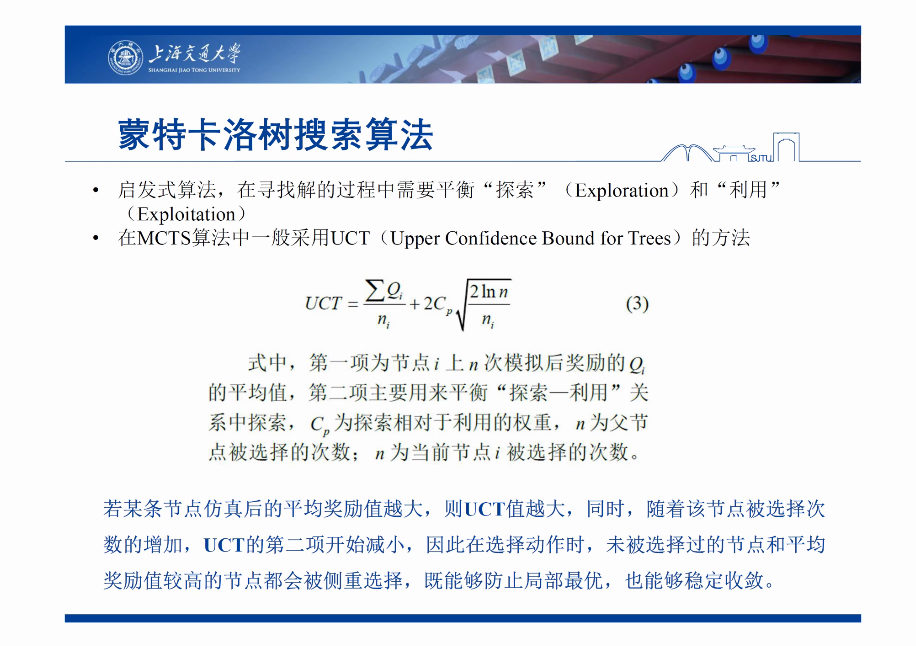 上海交通大学
SHANGHAI JIAO TONG UNIVERSITY
蒙特卡洛树搜索算法
SJTU
• 启发式算法，在寻找解的过程中需要平衡“探索”（Exploration）和“利用”
（Exploitation）
• 在MCTS算法中一般采用UCT（Upper Confidence Bound for Trees）的方法
UCT = ∑Q_i / n_i + 2C_p √(2 ln n / n_i) (3)
式中，第一项为节点 i 上 n 次模拟后奖励的 Q_i
的平均值，第二项主要用来平衡“探索—利用”关
系中探索，C_p 为探索相对于利用的权重，n 为父节
点被选择的次数；n 为当前节点 i 被选择的次数。
若某条节点仿真后的平均奖励值越大，则UCT值越大，同时，随着该节点被选择次
数的增加，UCT的第二项开始减小，因此在选择动作时，未被选择过的节点和平均
奖励值较高的节点都会被侧重选择，既能够防止局部最优，也能够稳定收敛。